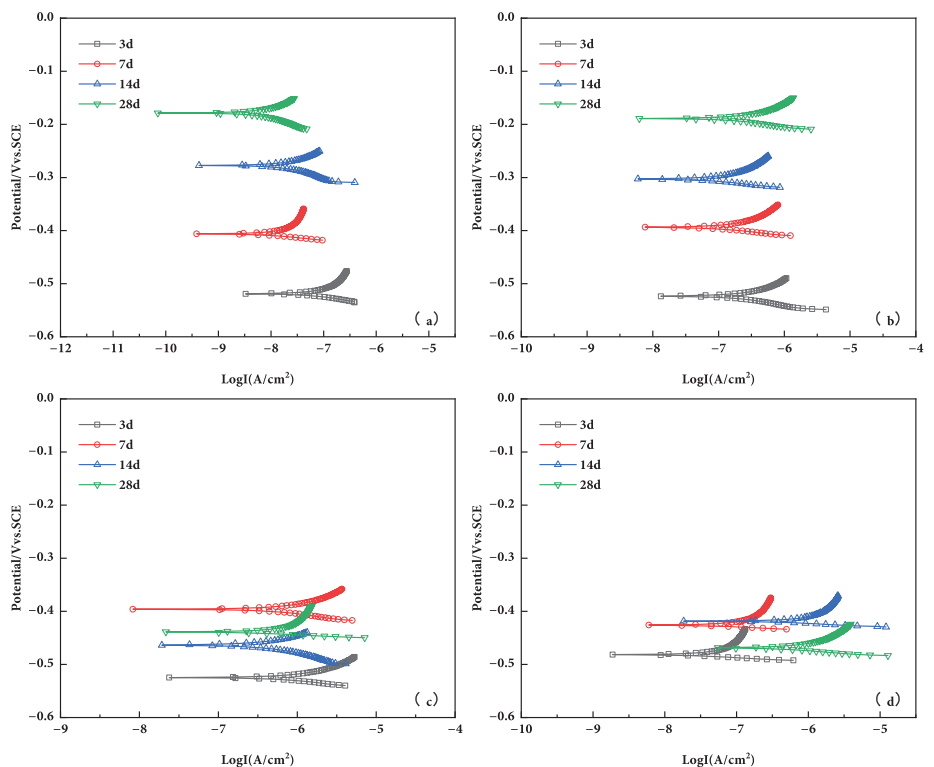 0.0
−0.1
−0.2
−0.3
−0.4
−0.5
−0.6
Potential/Vvs.SCE
3d
7d
14d
28d
( a)
−12 −11 −10 −9 −8 −7 −6 −5
LogI(A/cm²)
0.0
−0.1
−0.2
−0.3
−0.4
−0.5
−0.6
Potential/Vvs.SCE
3d
7d
14d
28d
( b)
−10 −9 −8 −7 −6 −5 −4
LogI(A/cm²)
0.0
−0.1
−0.2
−0.3
−0.4
−0.5
−0.6
Potential/Vvs.SCE
3d
7d
14d
28d
( c)
−9 −8 −7 −6 −5 −4
LogI(A/cm²)
0.0
−0.1
−0.2
−0.3
−0.4
−0.5
−0.6
Potential/Vvs.SCE
3d
7d
14d
28d
( d)
−10 −9 −8 −7 −6 −5
LogI(A/cm²)